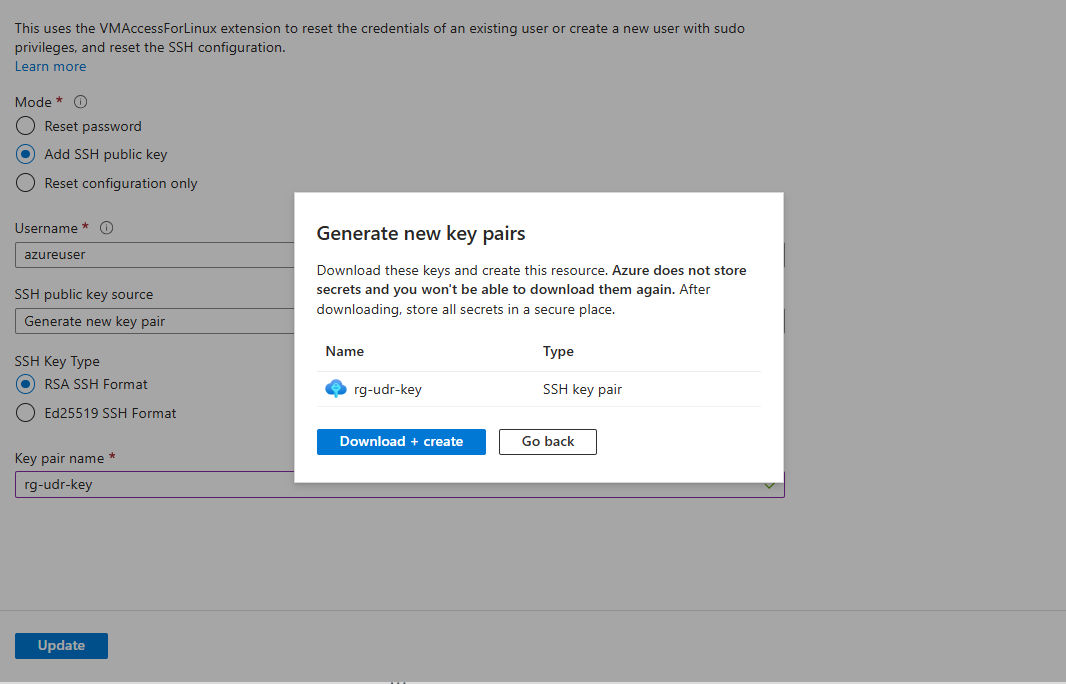 This uses the VMAccessForLinux extension to reset the credentials of an existing user or create a new user with sudo
privileges, and reset the SSH configuration.
Learn more
Mode *
Reset password
Add SSH public key
Reset configuration only
Username *
azureuser
SSH public key source
Generate new key pair
SSH Key Type
RSA SSH Format
Ed25519 SSH Format
Key pair name *
rg-udr-key
Generate new key pairs
Download these keys and create this resource. Azure does not store
secrets and you won't be able to download them again. After
downloading, store all secrets in a secure place.
Name Type
rg-udr-key SSH key pair
Download + create Go back
Update